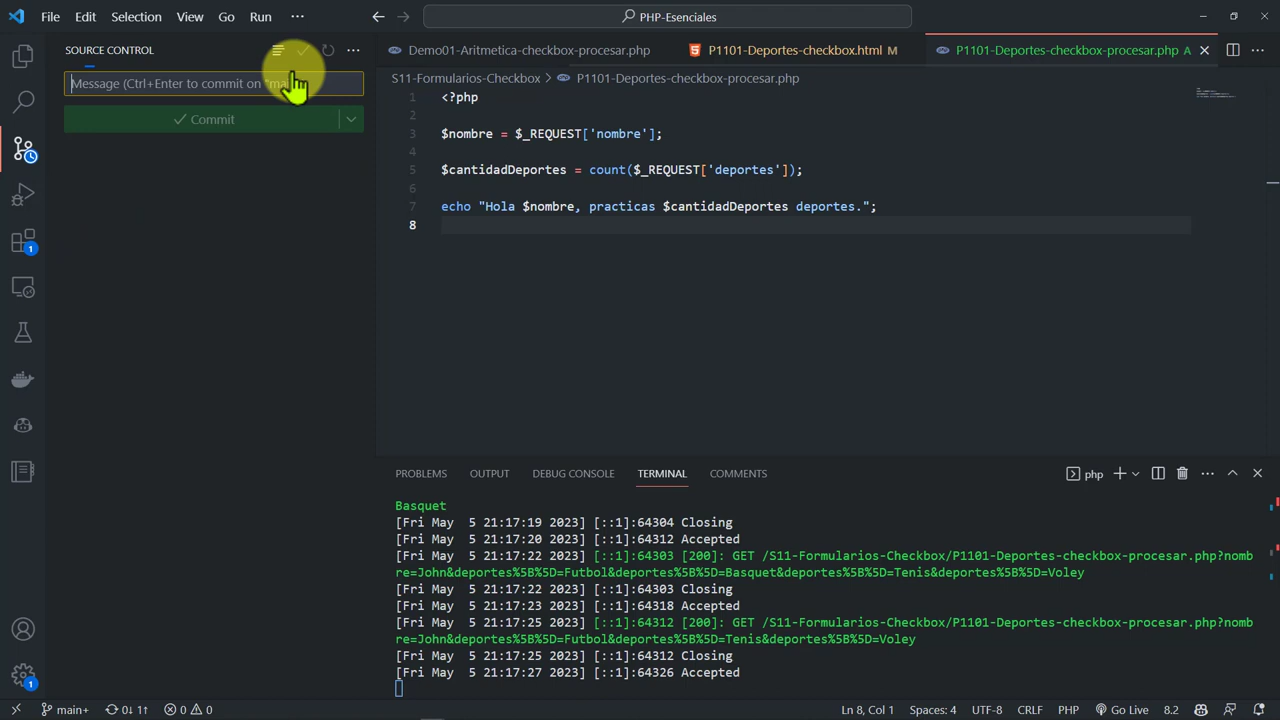 File Edit Selection View Go Run ···
PHP-Esenciales
SOURCE CONTROL
Message (Ctrl+Enter to commit on "ma
Commit
Demo01-Aritmetica-checkbox-procesar.php
P1101-Deportes-checkbox.html M
P1101-Deportes-checkbox-procesar.php A
S11-Formularios-Checkbox > P1101-Deportes-checkbox-procesar.php
1 <?php
2
3 $nombre = $_REQUEST['nombre'];
4
5 $cantidadDeportes = count($_REQUEST['deportes']);
6
7 echo "Hola $nombre, practicas $cantidadDeportes deportes.";
8
1
1
PROBLEMS OUTPUT DEBUG CONSOLE TERMINAL COMMENTS
php
Basquet
[Fri May  5 21:17:19 2023] [::1]:64304 Closing
[Fri May  5 21:17:20 2023] [::1]:64312 Accepted
[Fri May  5 21:17:22 2023] [::1]:64303 [200]: GET /S11-Formularios-Checkbox/P1101-Deportes-checkbox-procesar.php?nomb
re=John&deportes%5B%5D=Futbol&deportes%5B%5D=Basquet&deportes%5B%5D=Tenis&deportes%5B%5D=Voley
[Fri May  5 21:17:22 2023] [::1]:64303 Closing
[Fri May  5 21:17:23 2023] [::1]:64318 Accepted
[Fri May  5 21:17:25 2023] [::1]:64312 [200]: GET /S11-Formularios-Checkbox/P1101-Deportes-checkbox-procesar.php?nomb
re=John&deportes%5B%5D=Futbol&deportes%5B%5D=Tenis&deportes%5B%5D=Voley
[Fri May  5 21:17:25 2023] [::1]:64312 Closing
[Fri May  5 21:17:27 2023] [::1]:64326 Accepted
main+ 0↓ 1↑ 0 0 Ln 8, Col 1 Spaces: 4 UTF-8 CRLF PHP Go Live 8.2